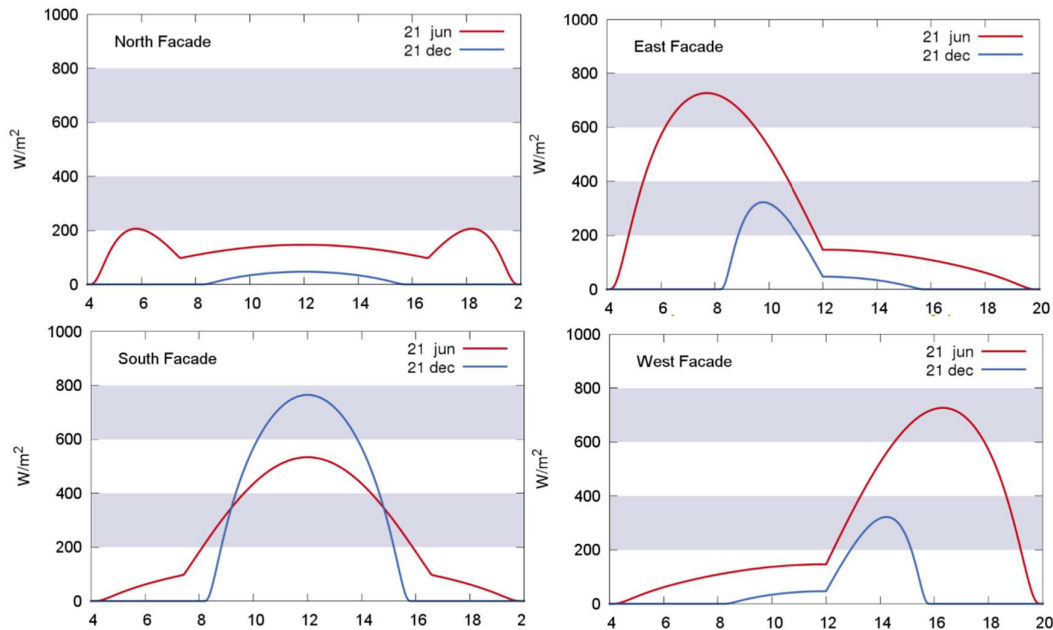 1000
North Facade
21 jun
21 dec
800
600
W/m²
400
200
0
4 6 8 10 12 14 16 18 2
1000
East Facade
21 jun
21 dec
800
600
W/m²
400
200
0
4 6 8 10 12 14 16 18 20
1000
South Facade
21 jun
21 dec
800
600
W/m²
400
200
0
4 6 8 10 12 14 16 18 2
1000
West Facade
21 jun
21 dec
800
600
W/m²
400
200
0
4 6 8 10 12 14 16 18 20